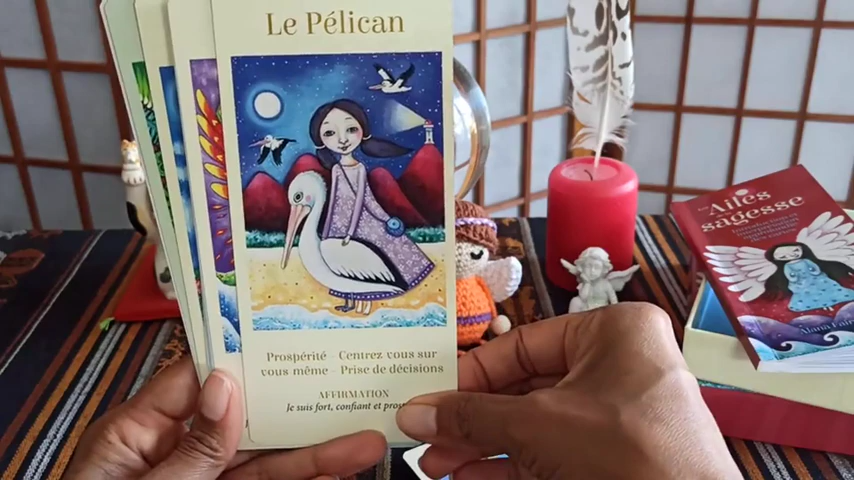 Le Pélican
Prospérité – Centrez vous sur
vous même – Prise de décisions
AFFIRMATION
Je suis fort, confiant et
Ailes
sagesse
Alana